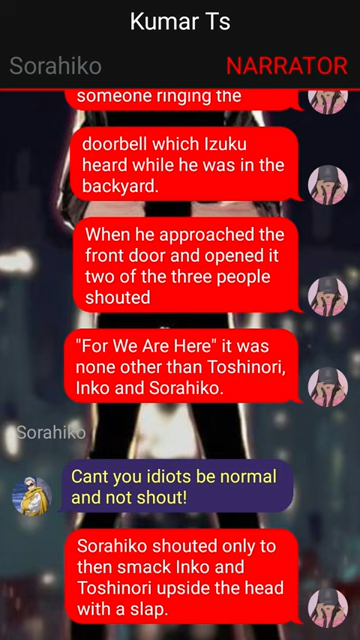 Kumar Ts
Sorahiko
NARRATOR
someone ringing the
doorbell which Izuku
heard while he was in the
backyard.
When he approached the
front door and opened it
two of the three people
shouted
"For We Are Here" it was
none other than Toshinori,
Inko and Sorahiko.
Sorahiko
Cant you idiots be normal
and not shout!
Sorahiko shouted only to
then smack Inko and
Toshinori upside the head
with a slap.